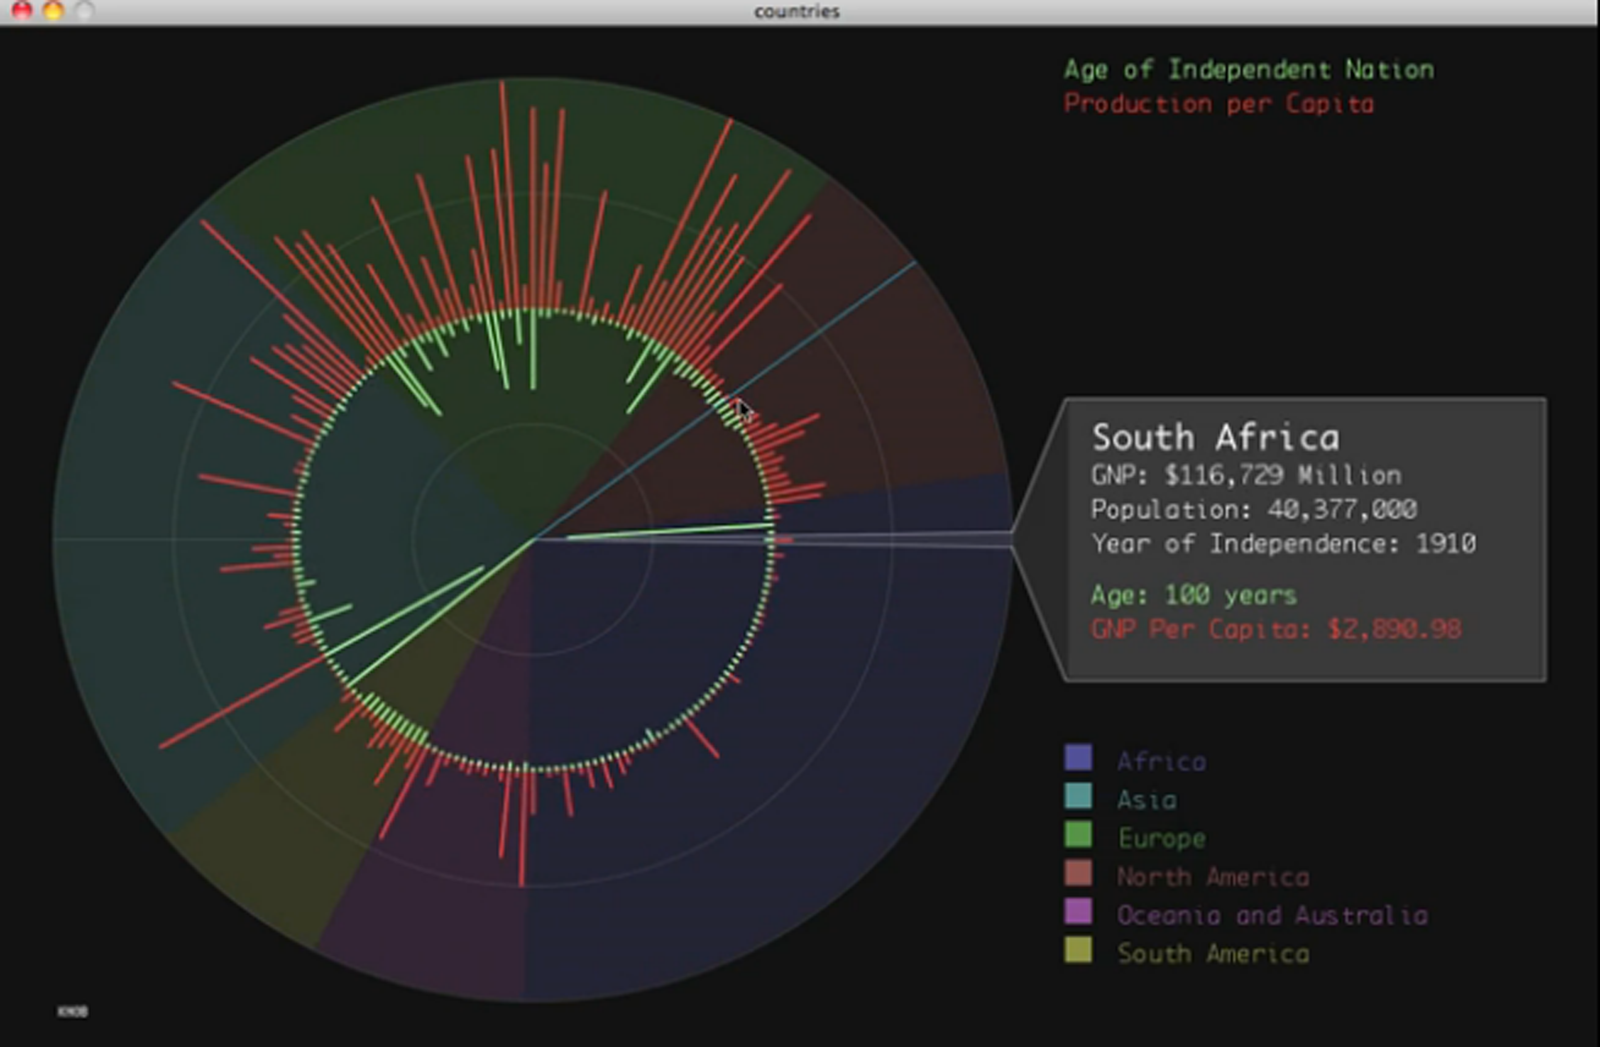 countries
Age of Independent Nation
Production per Capita
South Africa
GNP: $116,729 Million
Population: 40,377,000
Year of Independence: 1910
Age: 100 years
GNP Per Capita: $2,890.98
Africa
Asia
Europe
North America
Oceania and Australia
South America